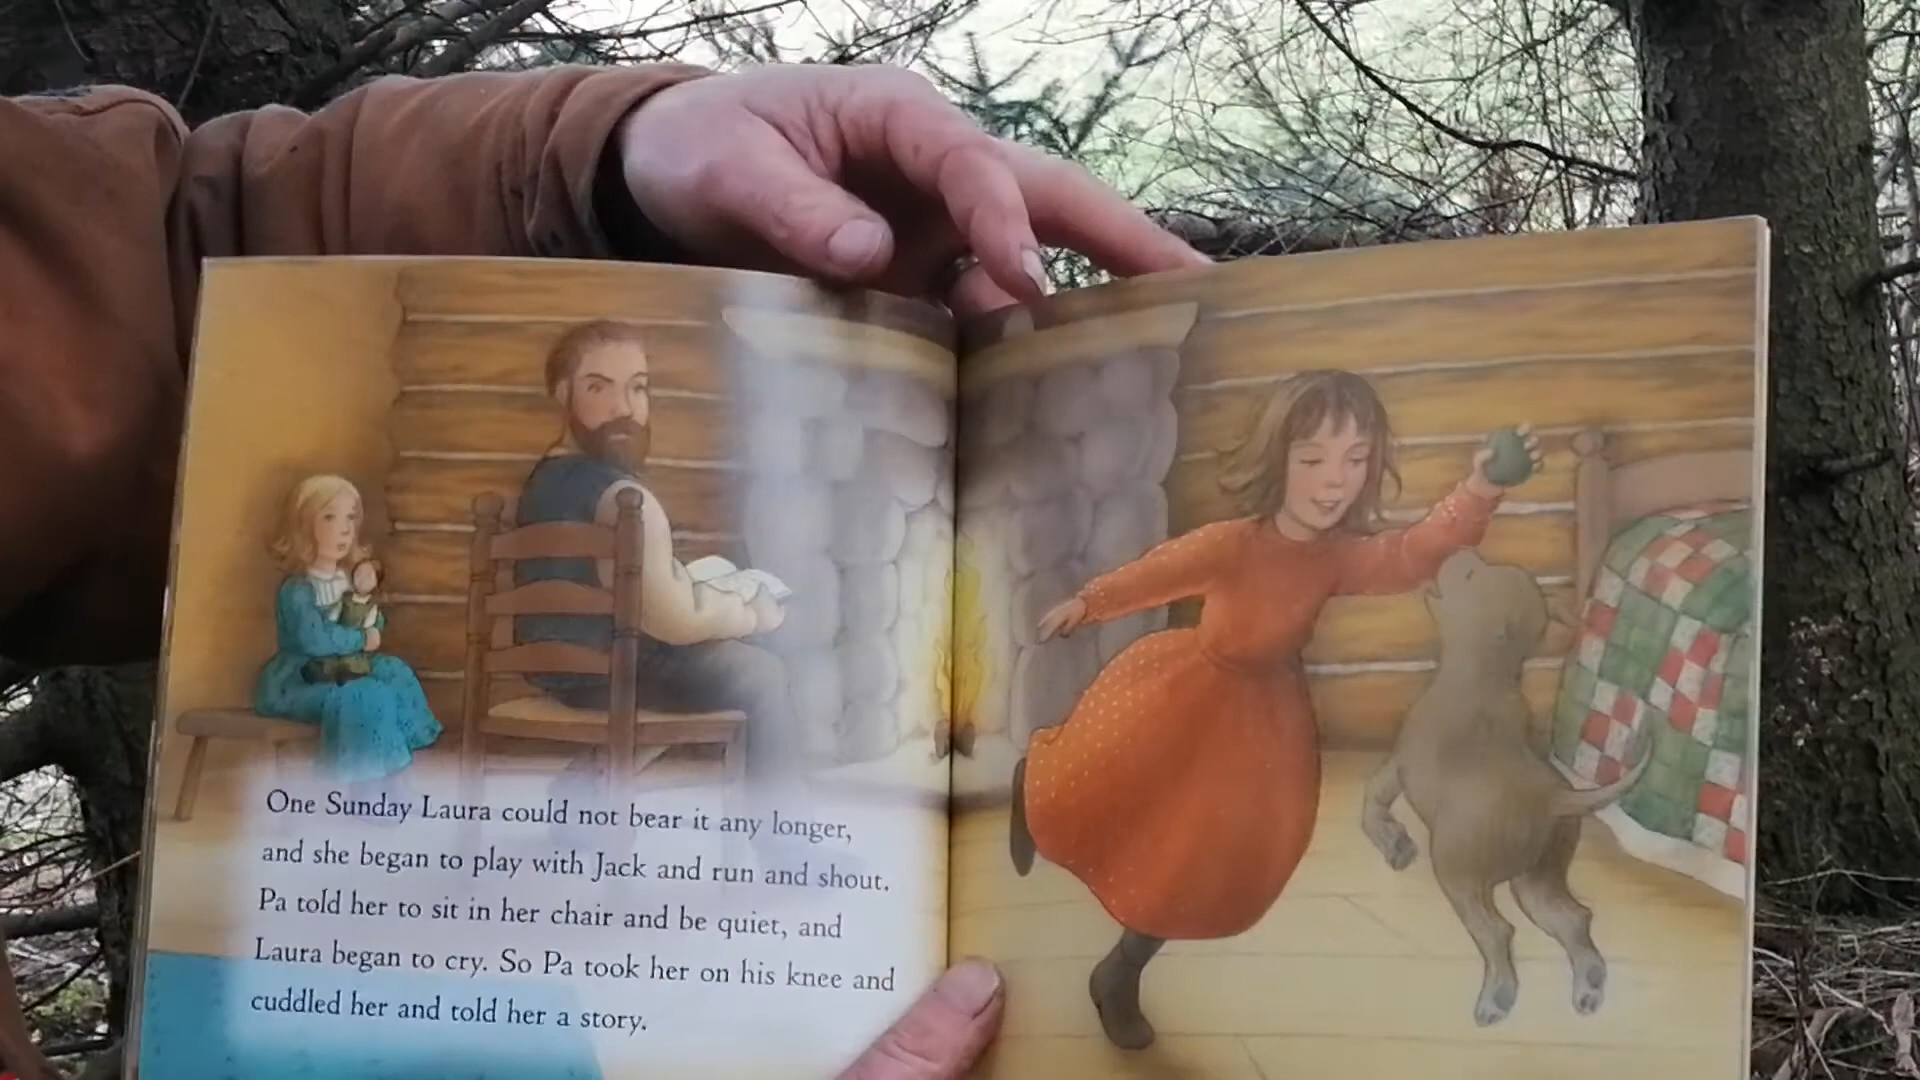 One Sunday Laura could not bear it any longer,
and she began to play with Jack and run and shout.
Pa told her to sit in her chair and be quiet, and
Laura began to cry. So Pa took her on his knee and
cuddled her and told her a story.